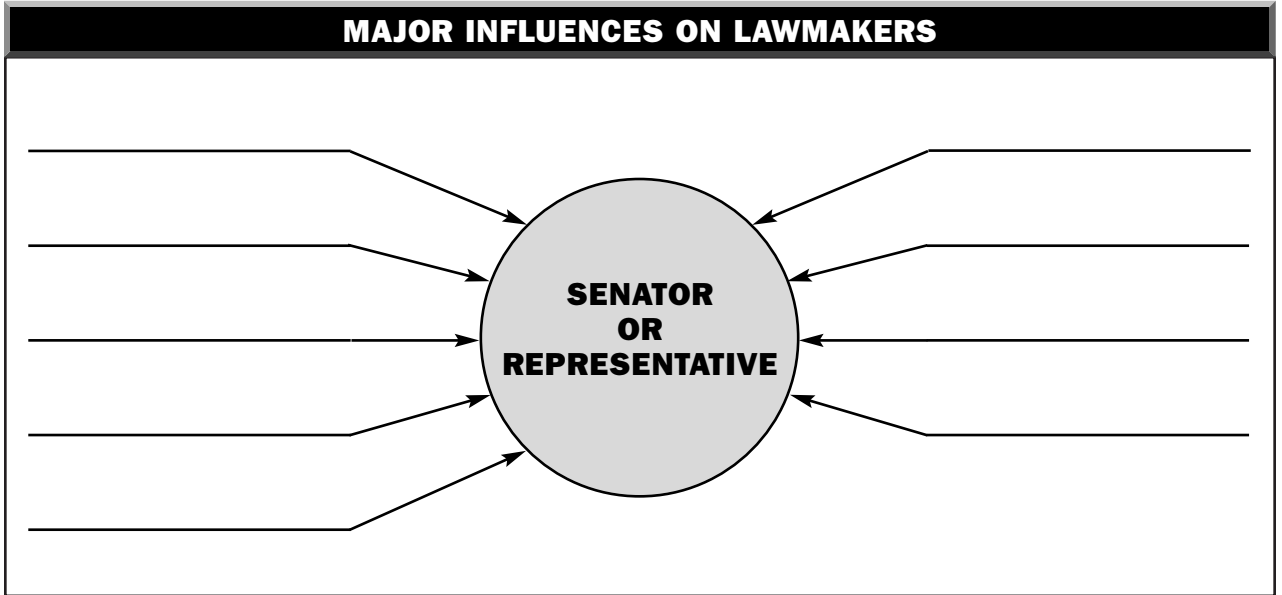 MAJOR INFLUENCES ON LAWMAKERS
SENATOR
OR
REPRESENTATIVE